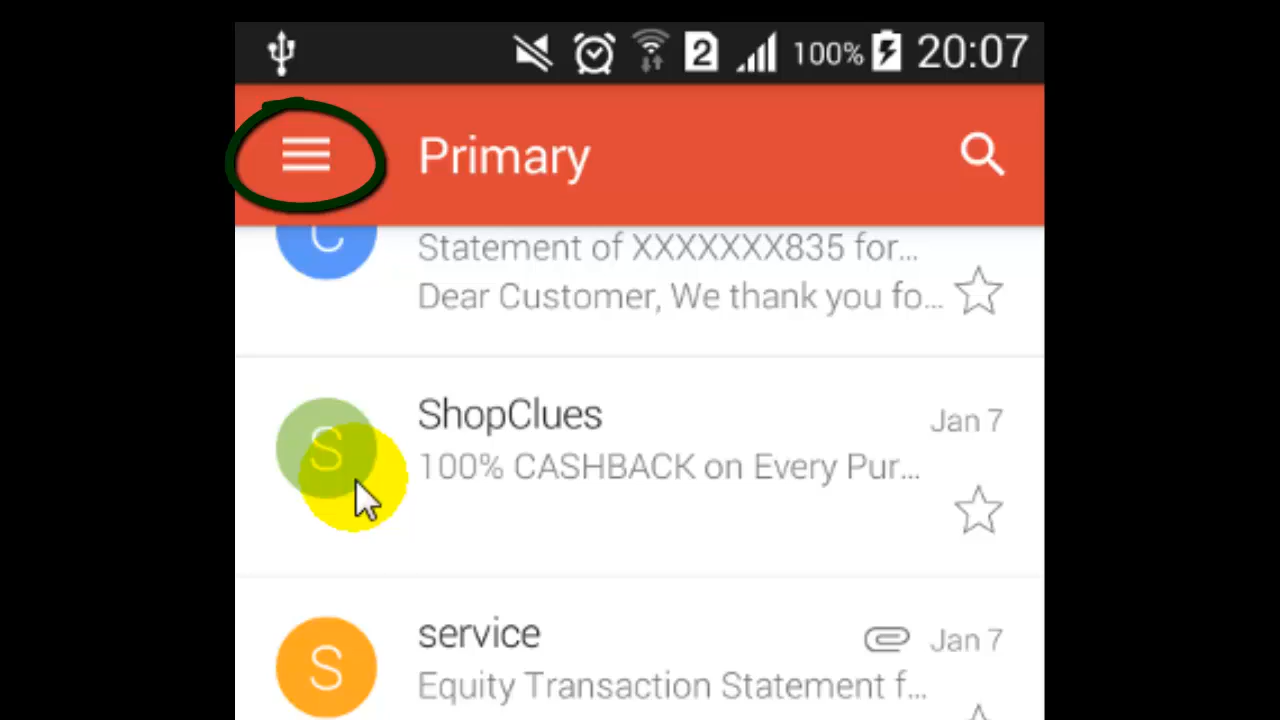 2 100% 20:07
Primary
C
Statement of XXXXXXX835 for...
Dear Customer, We thank you fo...
S
ShopClues Jan 7
100% CASHBACK on Every Pur...
S
service Jan 7
Equity Transaction Statement f...